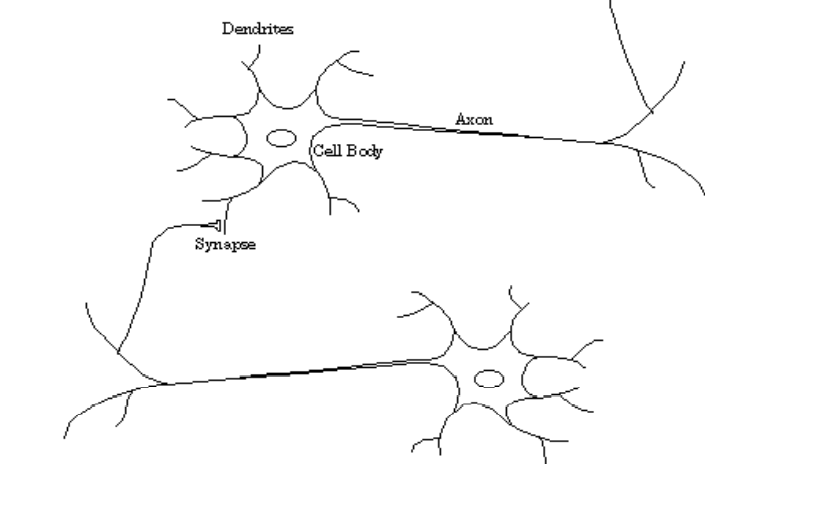 Dendrites
Axon
Cell Body
Synapse